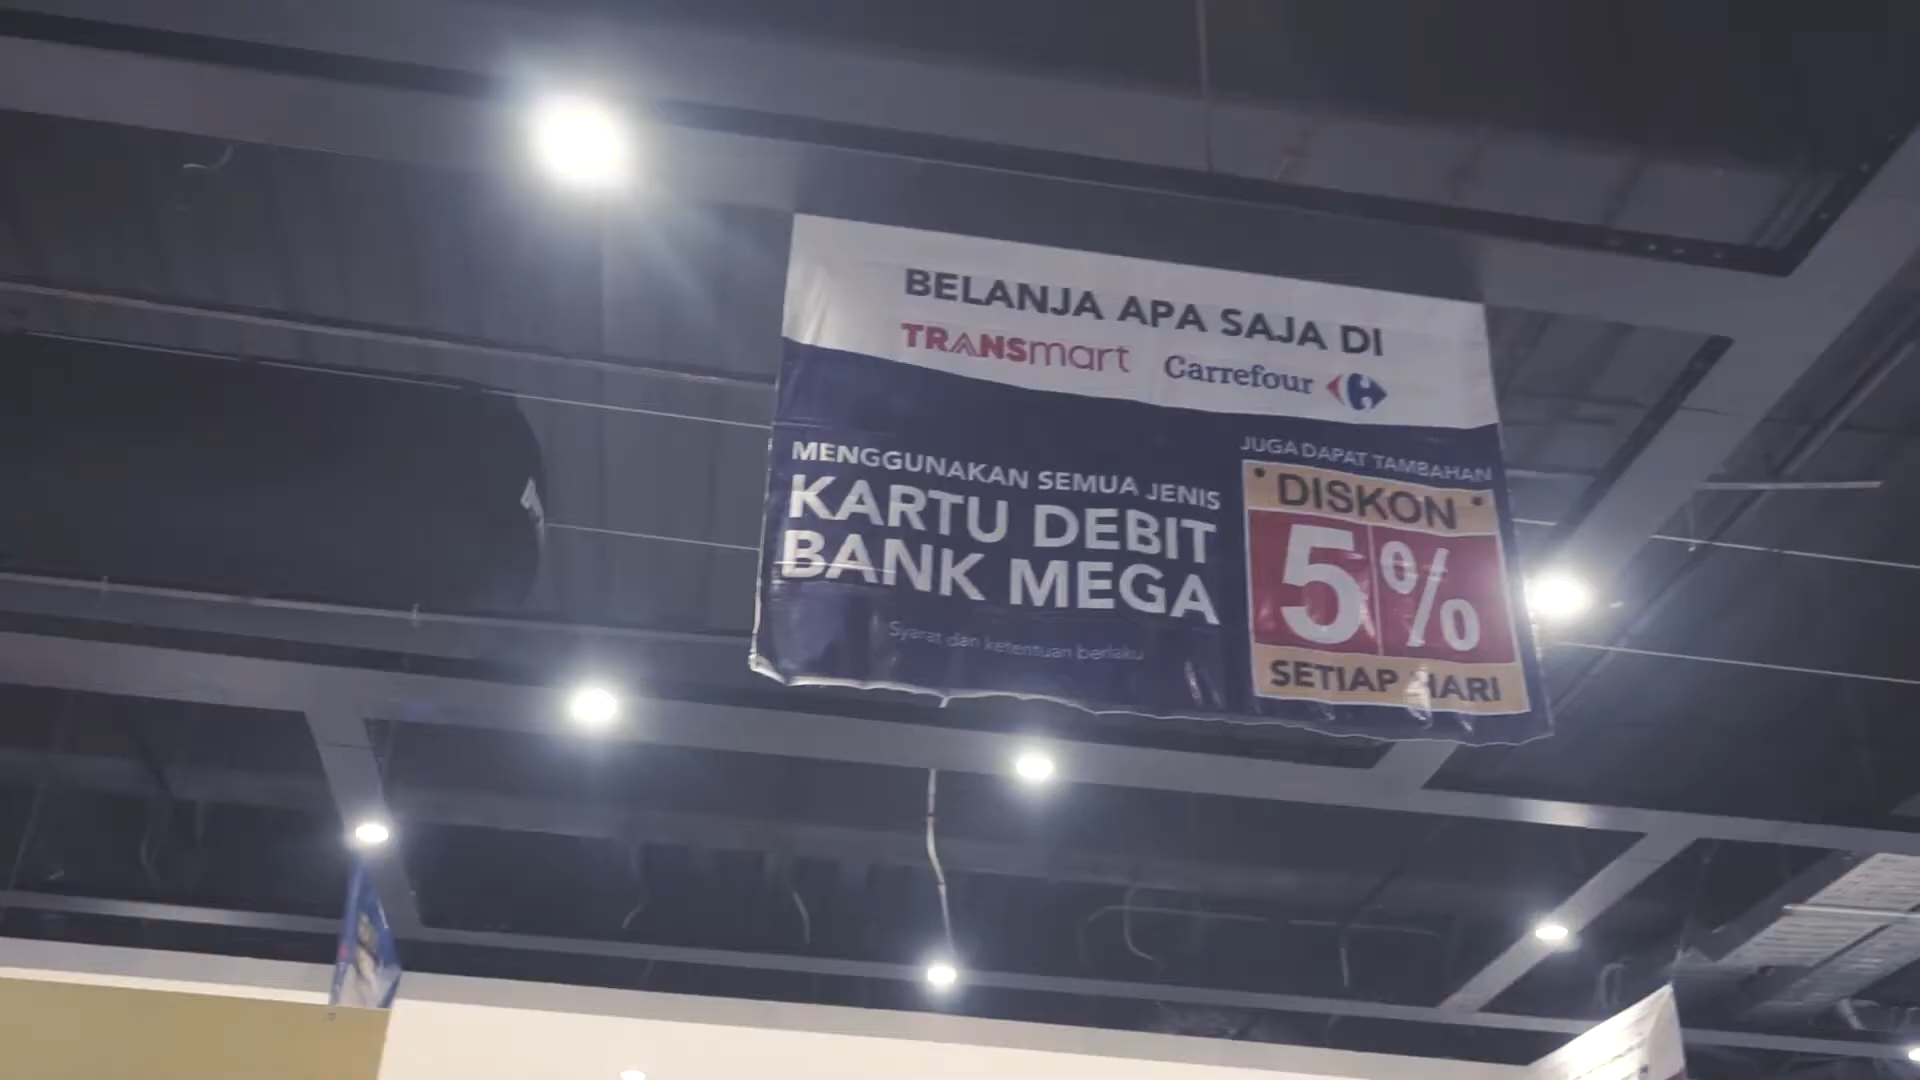 BELANJA APA SAJA DI
TRANSmart Carrefour
MENGGUNAKAN SEMUA JENIS
KARTU DEBIT
BANK MEGA
Syarat dan ketentuan berlaku
JUGA DAPAT TAMBAHAN
DISKON
5%
SETIAP HARI